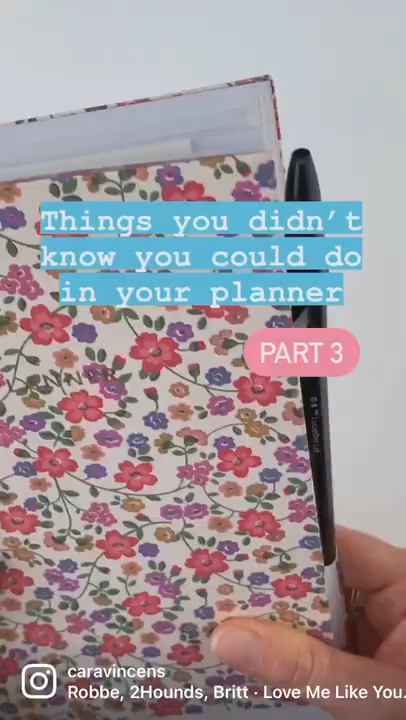 Things you didn’t
know you could do
in your planner
PART 3
caravincens
Robbe, 2Hounds, Britt · Love Me Like You.